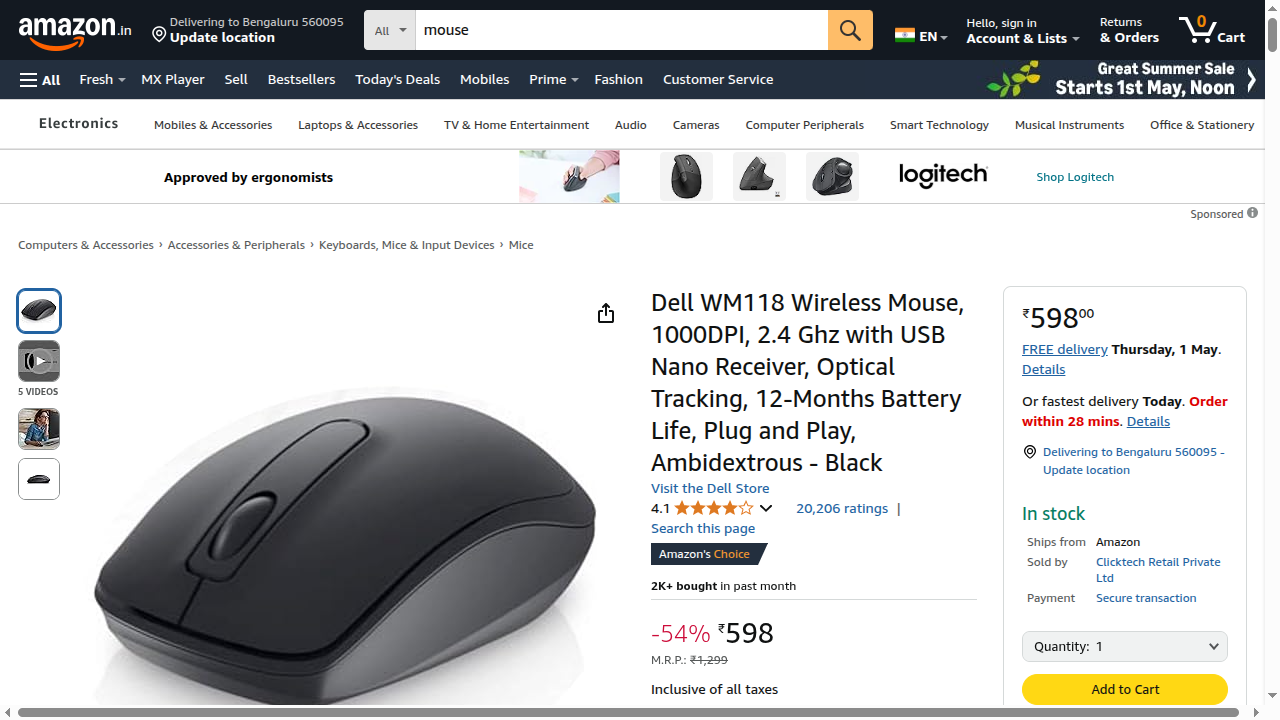 amazon.in
Delivering to Bengaluru 560095
Update location
All
mouse
EN
Hello, sign in
Account & Lists
Returns
& Orders
0
Cart
All
Fresh
MX Player
Sell
Bestsellers
Today's Deals
Mobiles
Prime
Fashion
Customer Service
Great Summer Sale
Starts 1st May, Noon
Electronics
Mobiles & Accessories
Laptops & Accessories
TV & Home Entertainment
Audio
Cameras
Computer Peripherals
Smart Technology
Musical Instruments
Office & Stationery
Approved by ergonomists
logitech
Shop Logitech
Sponsored
Computers & Accessories › Accessories & Peripherals › Keyboards, Mice & Input Devices › Mice
5 VIDEOS
Dell WM118 Wireless Mouse,
1000DPI, 2.4 Ghz with USB
Nano Receiver, Optical
Tracking, 12-Months Battery
Life, Plug and Play,
Ambidextrous - Black
Visit the Dell Store
4.1
20,206 ratings |
Search this page
Amazon's Choice
2K+ bought in past month
-54% ₹598
M.R.P.: ₹1,299
Inclusive of all taxes
₹59800
FREE delivery Thursday, 1 May.
Details
Or fastest delivery Today. Order
within 28 mins. Details
Delivering to Bengaluru 560095 -
Update location
In stock
Ships from Amazon
Sold by Clicktech Retail Private
Ltd
Payment Secure transaction
Quantity: 1
Add to Cart